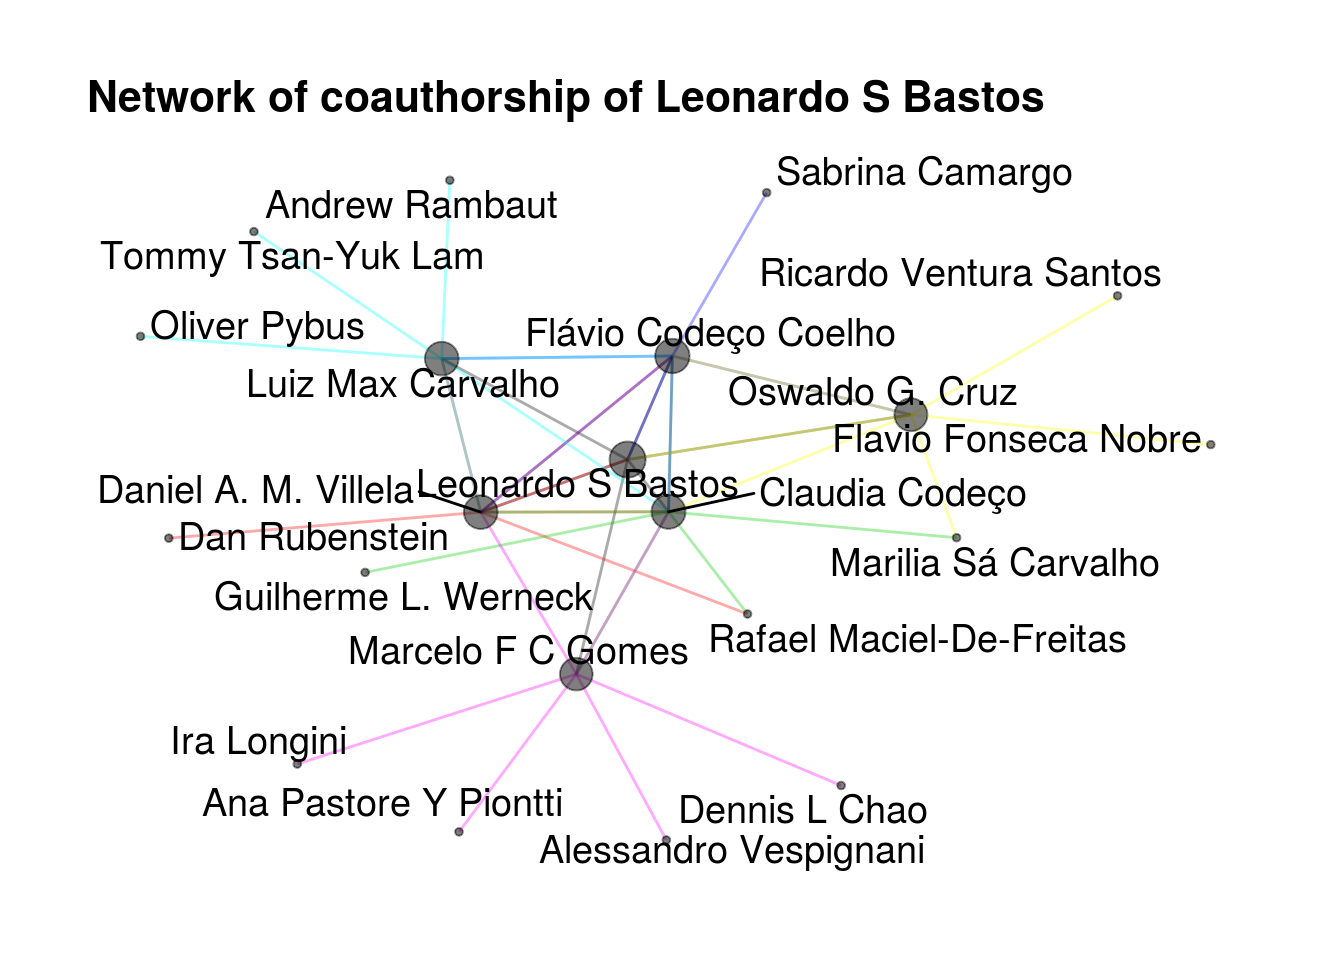 Network of coauthorship of Leonardo S Bastos
Sabrina Camargo
Andrew Rambaut
Tommy Tsan-Yuk Lam
Ricardo Ventura Santos
Oliver Pybus
Flávio Codeço Coelho
Luiz Max Carvalho
Oswaldo G. Cruz
Flavio Fonseca Nobre
Daniel A. M. Villela
Leonardo S Bastos
Claudia Codeço
Dan Rubenstein
Marilia Sá Carvalho
Guilherme L. Werneck
Rafael Maciel-De-Freitas
Marcelo F C Gomes
Ira Longini
Ana Pastore Y Piontti
Dennis L Chao
Alessandro Vespignani